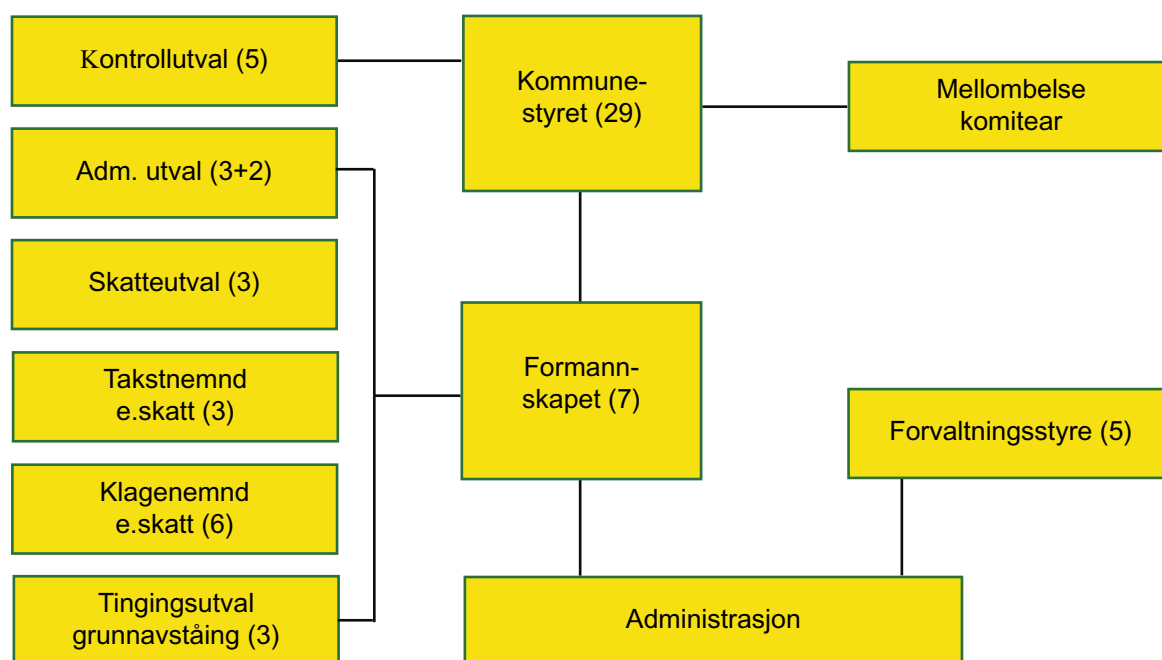 Kontrollutval (5)
Kommune-
styret (29)
Mellombelse
komitear
Adm. utval (3+2)
Skatteutval (3)
Formann-
skapet (7)
Takstnemnd
e.skatt (3)
Forvaltningsstyre (5)
Klagenemnd
e.skatt (6)
Tingingsutval
grunnavståing (3)
Administrasjon